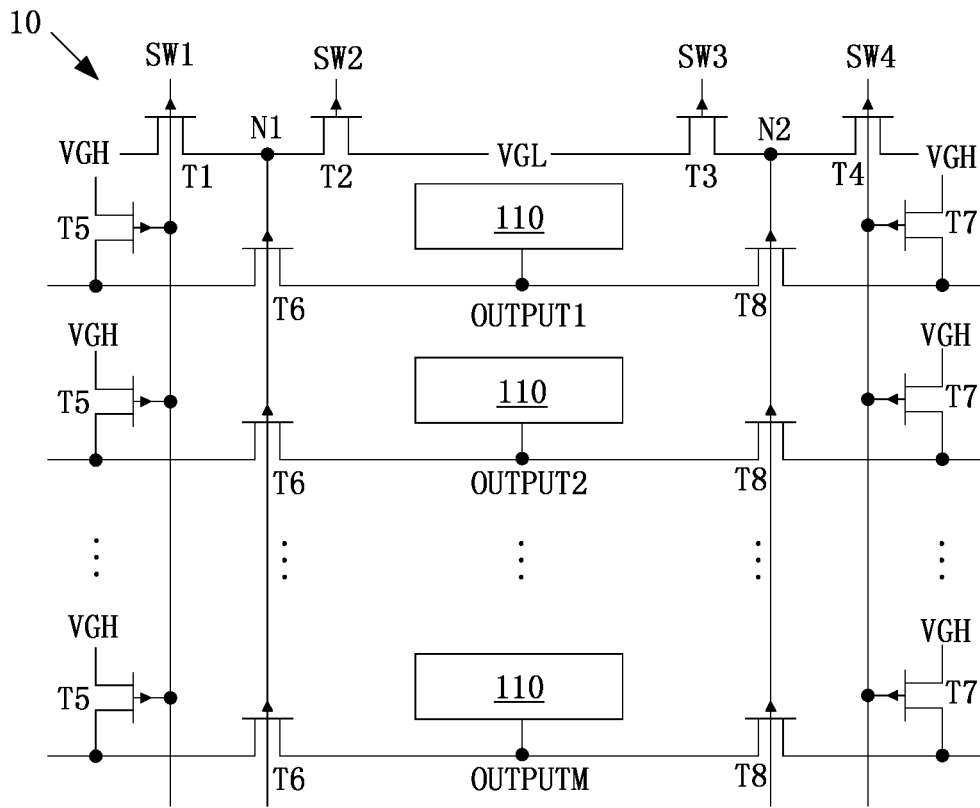 10
SW1 SW2 SW3 SW4
N1 N2
VGH T1 T2 VGL T3 T4 VGH
T5 110 T7
T6 OUTPUT1 T8
VGH VGH
T5 110 T7
T6 OUTPUT2 T8
VGH VGH
T5 110 T7
T6 OUTPUTM T8